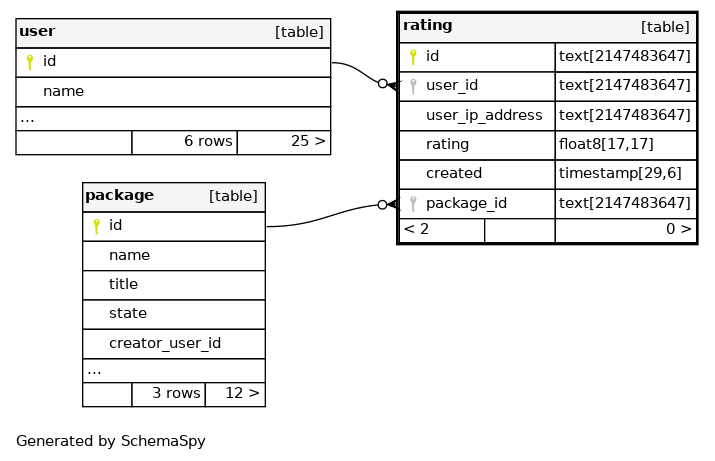 user [table]
id
name
...
6 rows 25 >
rating [table]
id text[2147483647]
user_id text[2147483647]
user_ip_address text[2147483647]
rating float8[17,17]
created timestamp[29,6]
package_id text[2147483647]
< 2 0 >
package [table]
id
name
title
state
creator_user_id
...
3 rows 12 >
Generated by SchemaSpy